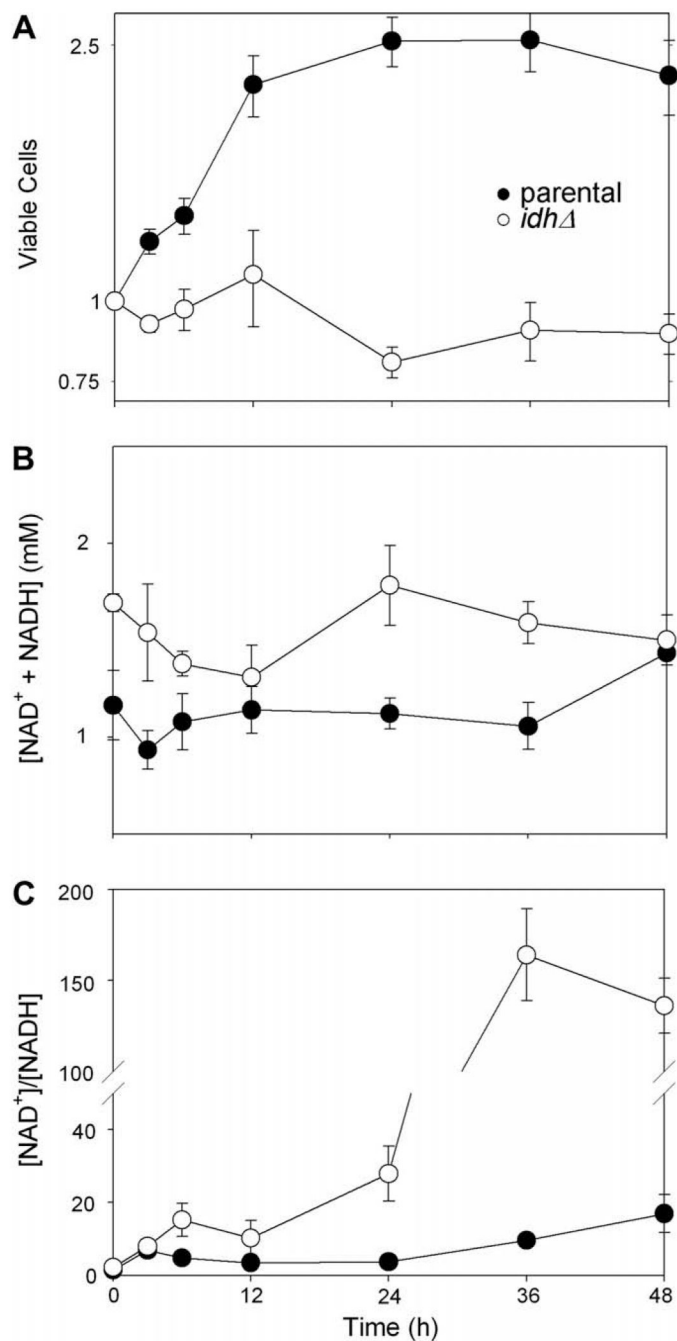 A
2.5
Viable Cells
parental
idhΔ
1
0.75
B
[NAD⁺ + NADH] (mM)
2
1
C
200
[NAD⁺]/[NADH]
150
100
40
20
0
0 12 24 36 48
Time (h)